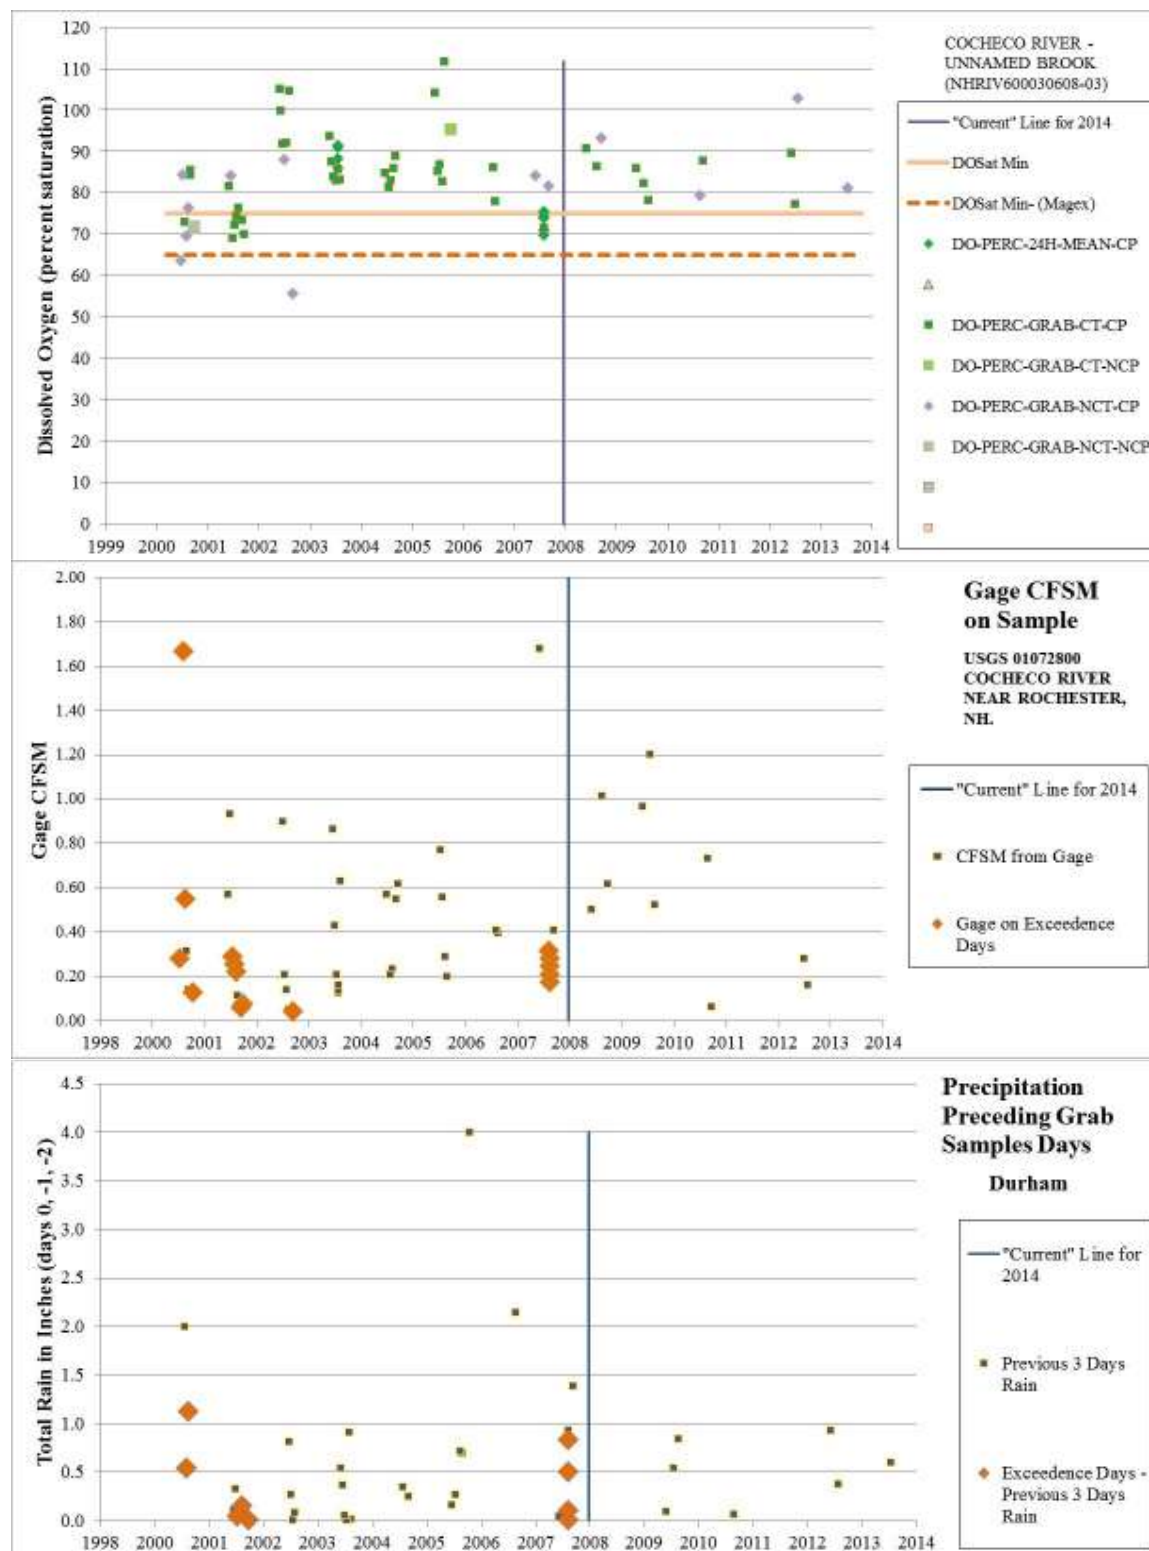 120
110
100
90
80
70
60
50
40
30
20
10
0
Dissolved Oxygen (percent saturation)
1999 2000 2001 2002 2003 2004 2005 2006 2007 2008 2009 2010 2011 2012 2013 2014
COCHECO RIVER -
UNNAMED BROOK
(NHRIV600030608-03)
"Current" Line for 2014
DOSat Min
DOSat Min- (Magex)
DO-PERC-24H-MEAN-CP
DO-PERC-GRAB-CT-CP
DO-PERC-GRAB-CT-NCP
DO-PERC-GRAB-NCT-CP
DO-PERC-GRAB-NCT-NCP
2.00
1.80
1.60
1.40
1.20
1.00
0.80
0.60
0.40
0.20
0.00
Gage CFSM
1998 2000 2001 2002 2003 2004 2005 2006 2007 2008 2009 2010 2011 2012 2013 2014
Gage CFSM
on Sample
USGS 01072800
COCHECO RIVER
NEAR ROCHESTER,
NH.
"Current" Line for 2014
CFSM from Gage
Gage on Exceedence
Days
4.5
4.0
3.5
3.0
2.5
2.0
1.5
1.0
0.5
0.0
Total Rain in Inches (days 0, -1, -2)
1998 2000 2001 2002 2003 2004 2005 2006 2007 2008 2009 2010 2011 2012 2013 2014
Precipitation
Preceding Grab
Samples Days
Durham
"Current" Line for
2014
Previous 3 Days
Rain
Exceedence Days -
Previous 3 Days
Rain